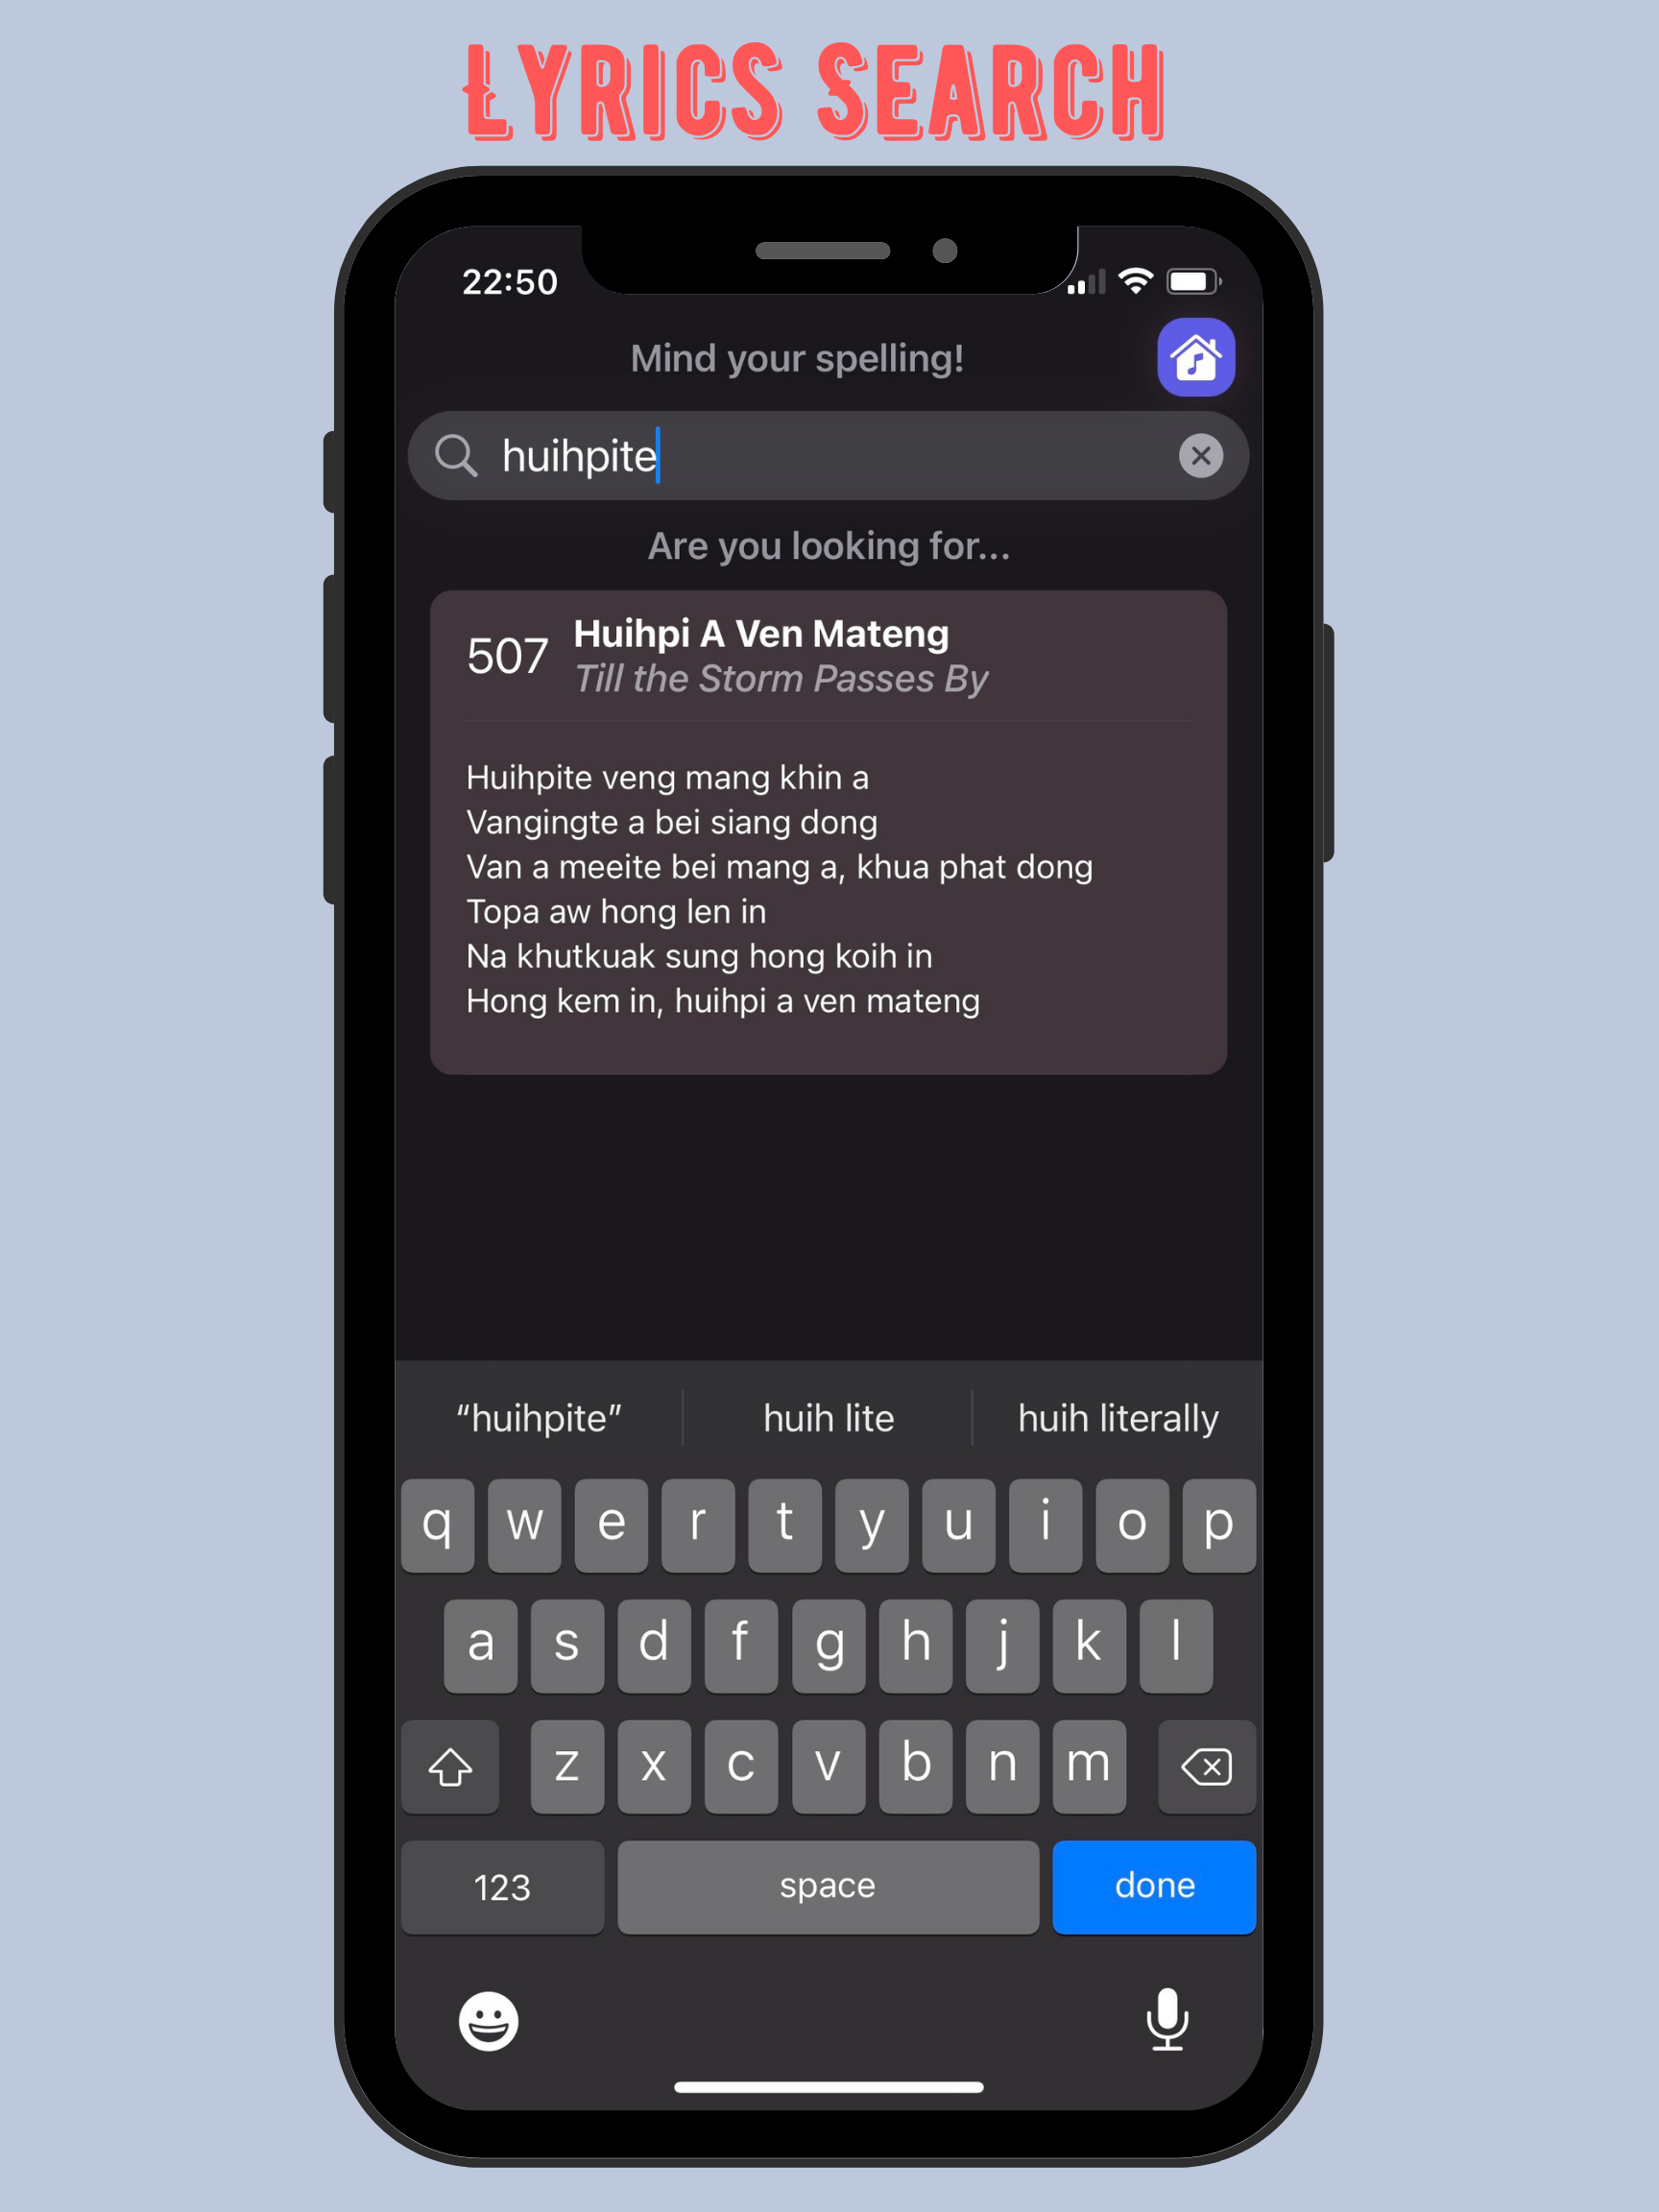 LYRICS SEARCH
22:50
Mind your spelling!
huihpite
Are you looking for...
507
Huihpi A Ven Mateng
Till the Storm Passes By
Huihpite veng mang khin a
Vangingte a bei siang dong
Van a meeite bei mang a, khua phat dong
Topa aw hong len in
Na khutkuak sung hong koih in
Hong kem in, huihpi a ven mateng
“huihpite” huih lite huih literally
q w e r t y u i o p
a s d f g h j k l
z x c v b n m
123 space done